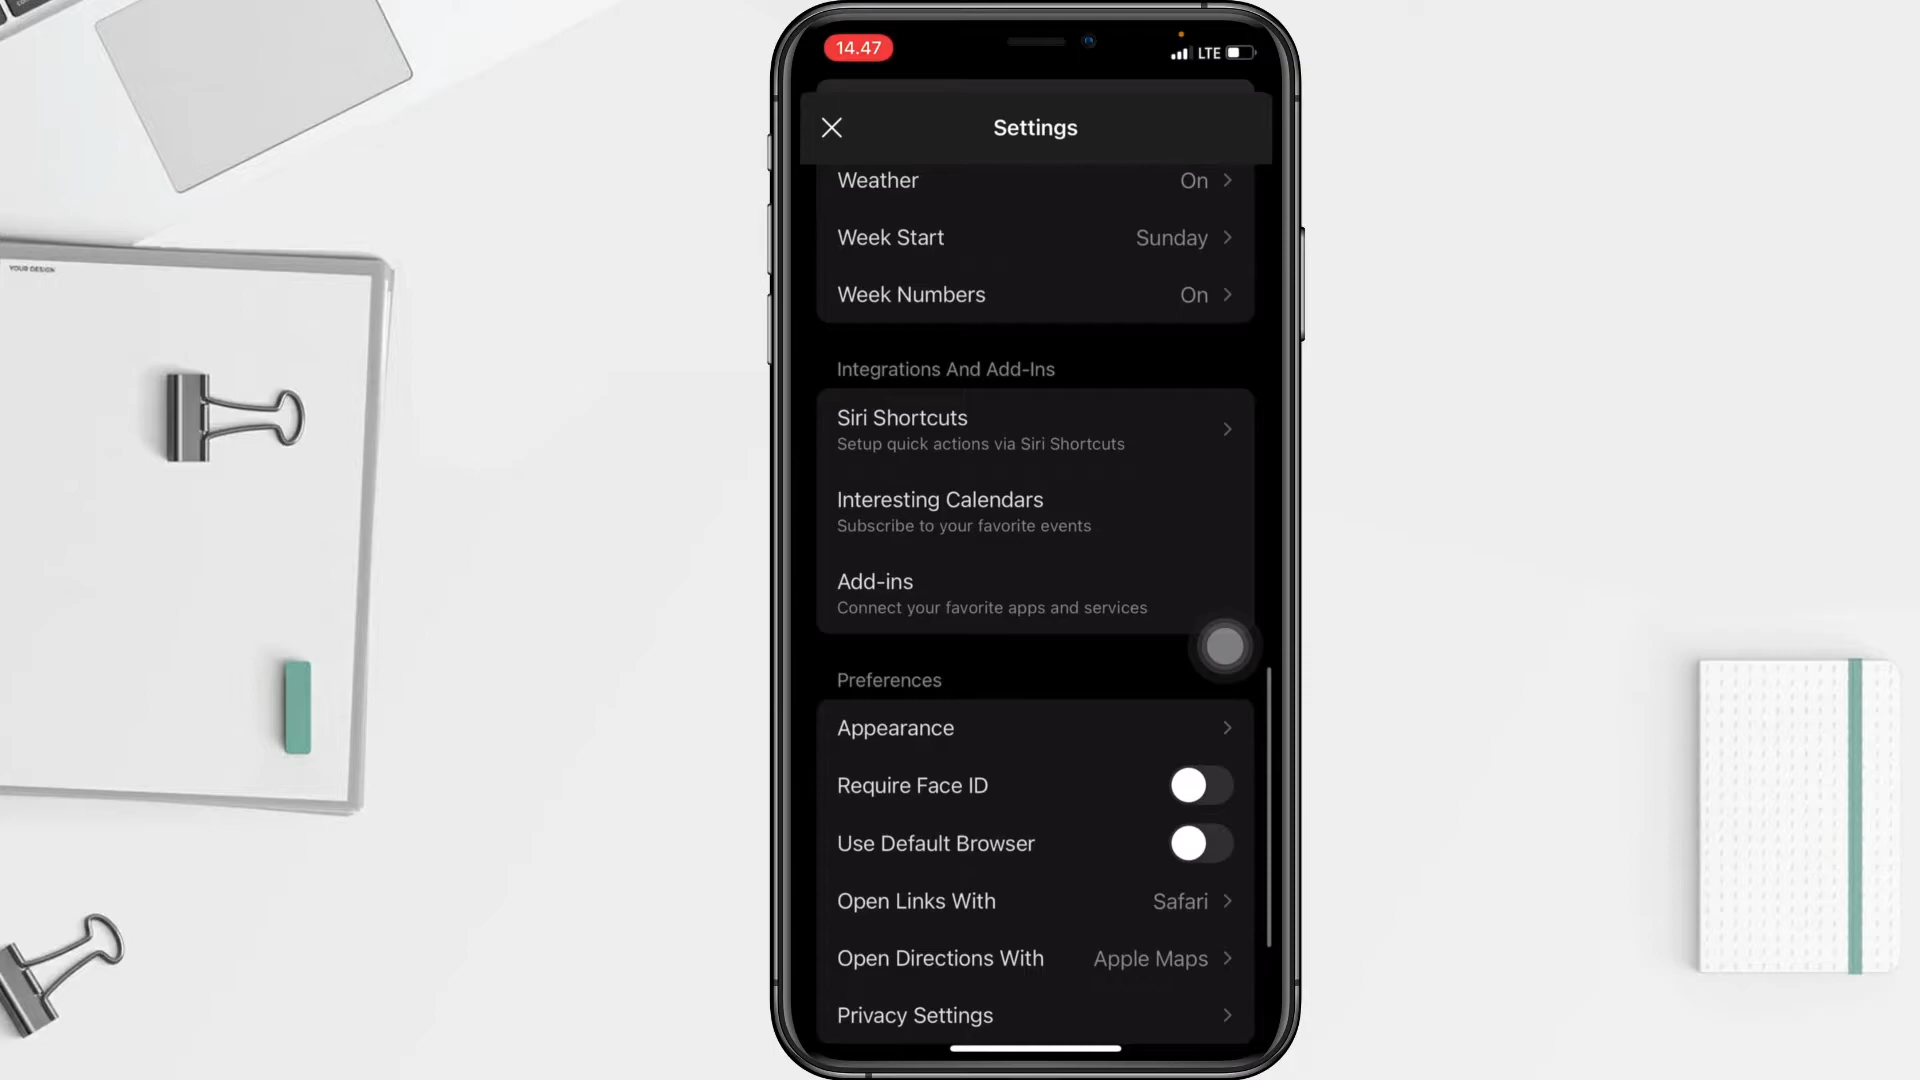 14.47
LTE
Settings
Weather On
Week Start Sunday
Week Numbers On
Integrations And Add-Ins
Siri Shortcuts
Setup quick actions via Siri Shortcuts
Interesting Calendars
Subscribe to your favorite events
Add-ins
Connect your favorite apps and services
Preferences
Appearance
Require Face ID
Use Default Browser
Open Links With Safari
Open Directions With Apple Maps
Privacy Settings
YOUR DESIGN